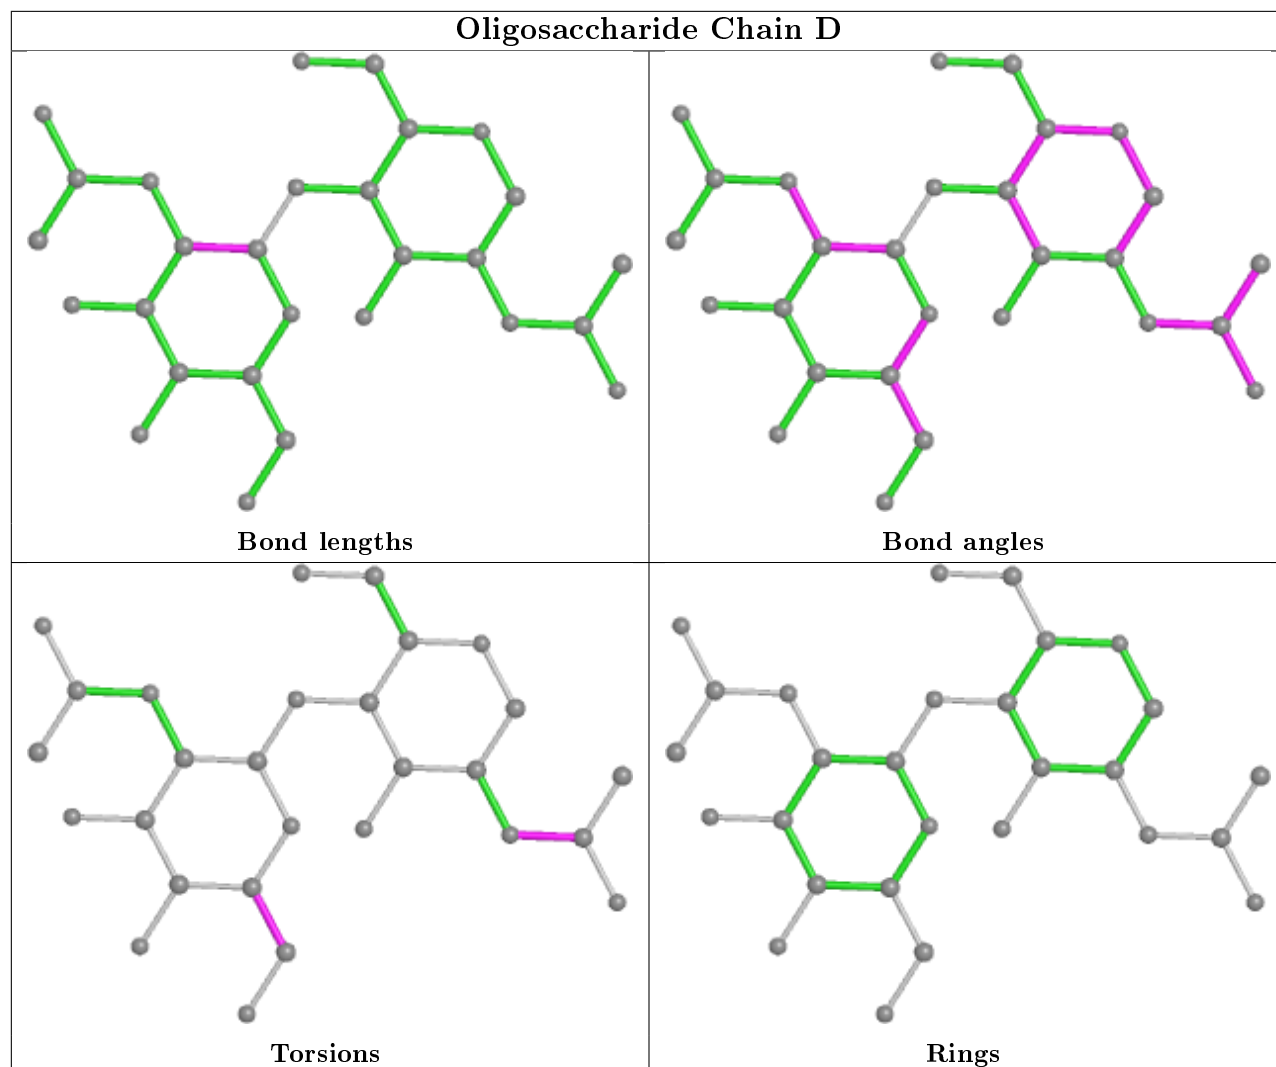 Oligosaccharide Chain D
Bond lengths
Bond angles
Torsions
Rings